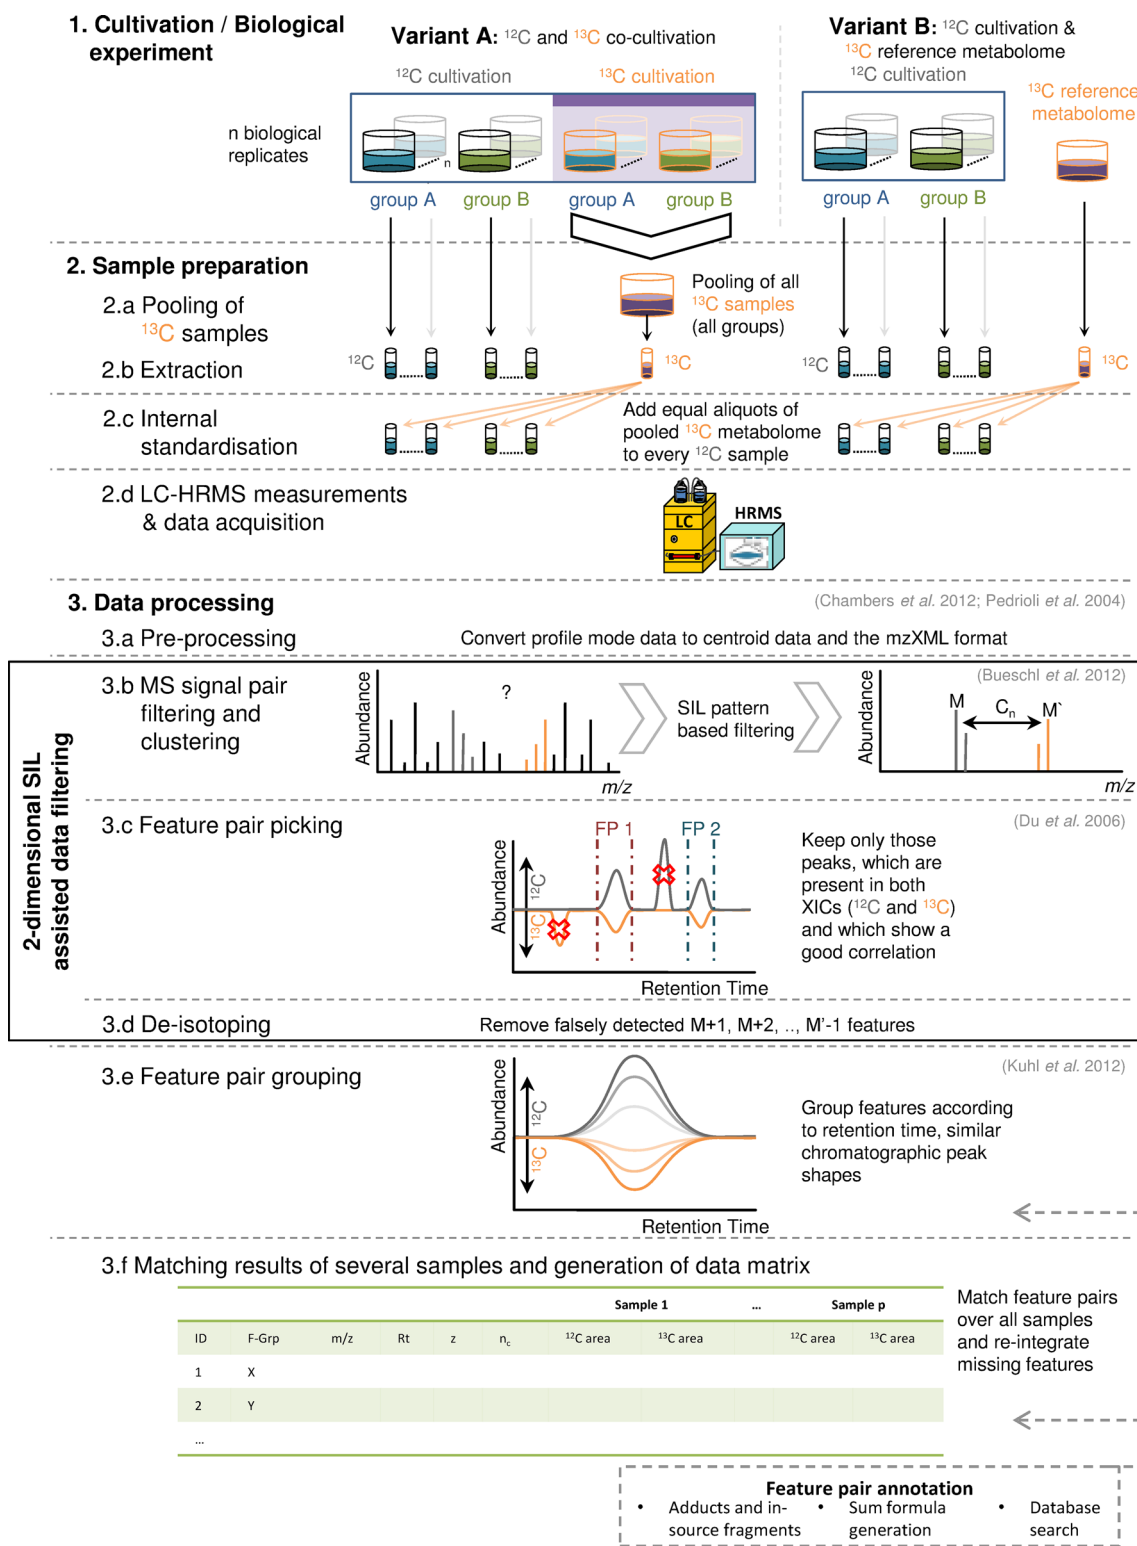 1. Cultivation / Biological
experiment
Variant A: ¹²C and ¹³C co-cultivation
Variant B: ¹²C cultivation &
¹³C reference metabolome
¹²C cultivation
¹³C cultivation
¹²C cultivation
¹³C reference
metabolome
n biological
replicates
n
group A
group B
group A
group B
group A
group B
2. Sample preparation
2.a Pooling of
¹³C samples
Pooling of all
¹³C samples
(all groups)
2.b Extraction
¹²C
¹³C
¹²C
¹³C
2.c Internal
standardisation
Add equal aliquots of
pooled ¹³C metabolome
to every ¹²C sample
2.d LC-HRMS measurements
& data acquisition
LC
HRMS
3. Data processing
(Chambers et al. 2012; Pedrioli et al. 2004)
3.a Pre-processing
Convert profile mode data to centroid data and the mzXML format
2-dimensional SIL
assisted data filtering
3.b MS signal pair
filtering and
clustering
Abundance
?
m/z
SIL pattern
based filtering
(Bueschl et al. 2012)
Abundance
M
Cₙ
M`
m/z
3.c Feature pair picking
(Du et al. 2006)
FP 1
FP 2
Abundance
¹²C
¹³C
Retention Time
Keep only those
peaks, which are
present in both
XICs (¹²C and ¹³C)
and which show a
good correlation
3.d De-isotoping
Remove falsely detected M+1, M+2, .., M'-1 features
3.e Feature pair grouping
(Kuhl et al. 2012)
Abundance
¹²C
¹³C
Retention Time
Group features according
to retention time, similar
chromatographic peak
shapes
3.f Matching results of several samples and generation of data matrix
Sample 1 ... Sample p
ID F-Grp m/z Rt z n_c ¹²C area ¹³C area ¹²C area ¹³C area
1 X
2 Y
...
Match feature pairs
over all samples
and re-integrate
missing features
Feature pair annotation
• Adducts and in-
source fragments
• Sum formula
generation
• Database
search